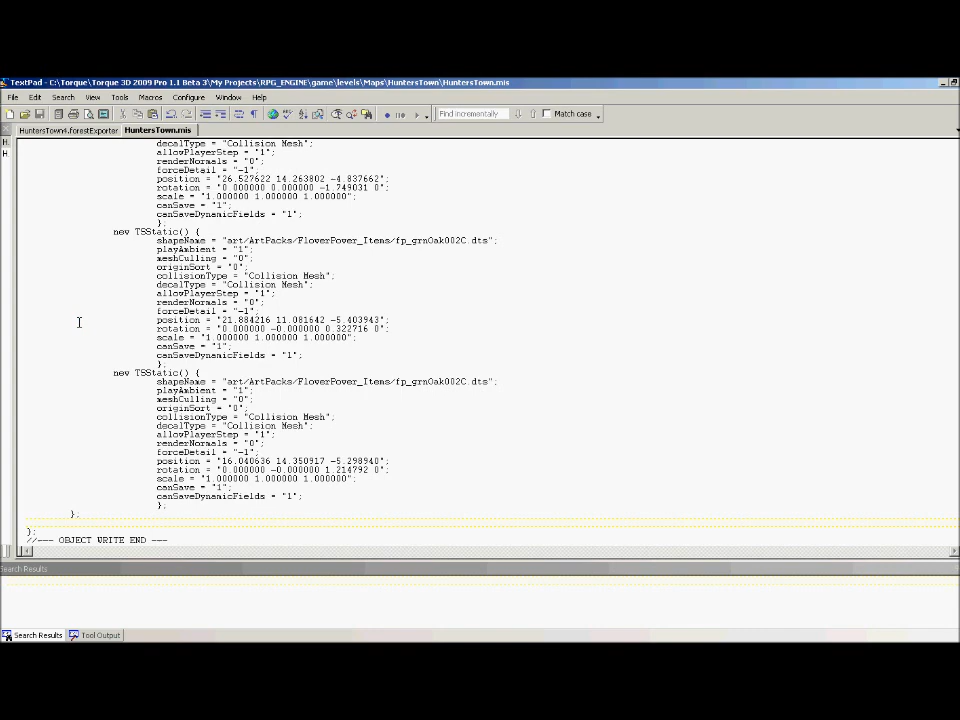 TextPad - C:\Torque\Torque 3D 2009 Pro 1.1 Beta 3\My Projects\RPG_ENGINE\game\levels\Maps\HuntersTown\HuntersTown.mis
File Edit Search View Tools Macros Configure Window Help
Find incrementally Match case
HuntersTown4.forestExporter HuntersTown.mis
decalType = "Collision Mesh";
allowPlayerStep = "1";
renderNormals = "0";
forceDetail = "-1";
position = "26.527622 14.263802 -4.837662";
rotation = "0.000000 0.000000 -1.749031 0";
scale = "1.000000 1.000000 1.000000";
canSave = "1";
canSaveDynamicFields = "1";
};
new TSStatic() {
shapeName = "art/ArtPacks/FlowerPower_Items/fp_grnOak002C.dts";
playAmbient = "1";
meshCulling = "0";
originSort = "0";
collisionType = "Collision Mesh";
decalType = "Collision Mesh";
allowPlayerStep = "1";
renderNormals = "0";
forceDetail = "-1";
position = "21.884216 11.081642 -5.403943";
rotation = "0.000000 -0.000000 0.322716 0";
scale = "1.000000 1.000000 1.000000";
canSave = "1";
canSaveDynamicFields = "1";
};
new TSStatic() {
shapeName = "art/ArtPacks/FlowerPower_Items/fp_grnOak002C.dts";
playAmbient = "1";
meshCulling = "0";
originSort = "0";
collisionType = "Collision Mesh";
decalType = "Collision Mesh";
allowPlayerStep = "1";
renderNormals = "0";
forceDetail = "-1";
position = "16.040636 14.350917 -5.298940";
rotation = "0.000000 -0.000000 1.214792 0";
scale = "1.000000 1.000000 1.000000";
canSave = "1";
canSaveDynamicFields = "1";
};
};
};
//--- OBJECT WRITE END ---
Search Results
Search Results Tool Output